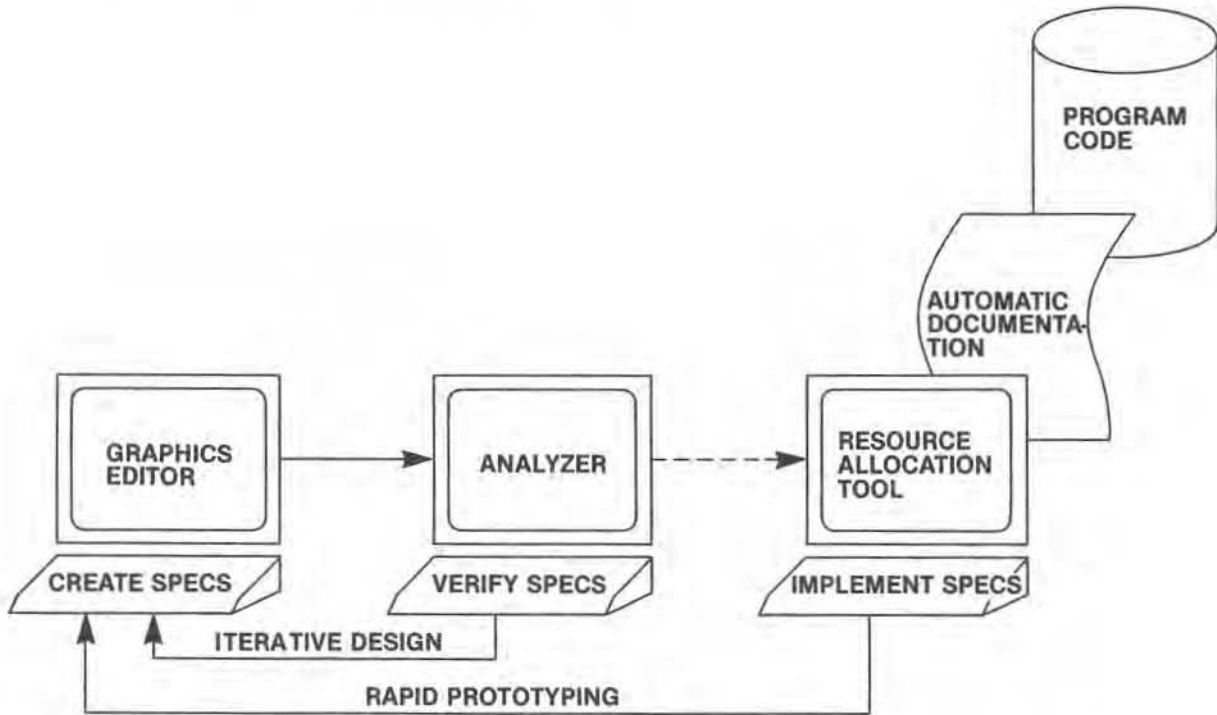 PROGRAM
CODE
AUTOMATIC
DOCUMENTA-
TION
GRAPHICS
EDITOR
ANALYZER
RESOURCE
ALLOCATION
TOOL
CREATE SPECS
VERIFY SPECS
IMPLEMENT SPECS
ITERATIVE DESIGN
RAPID PROTOTYPING